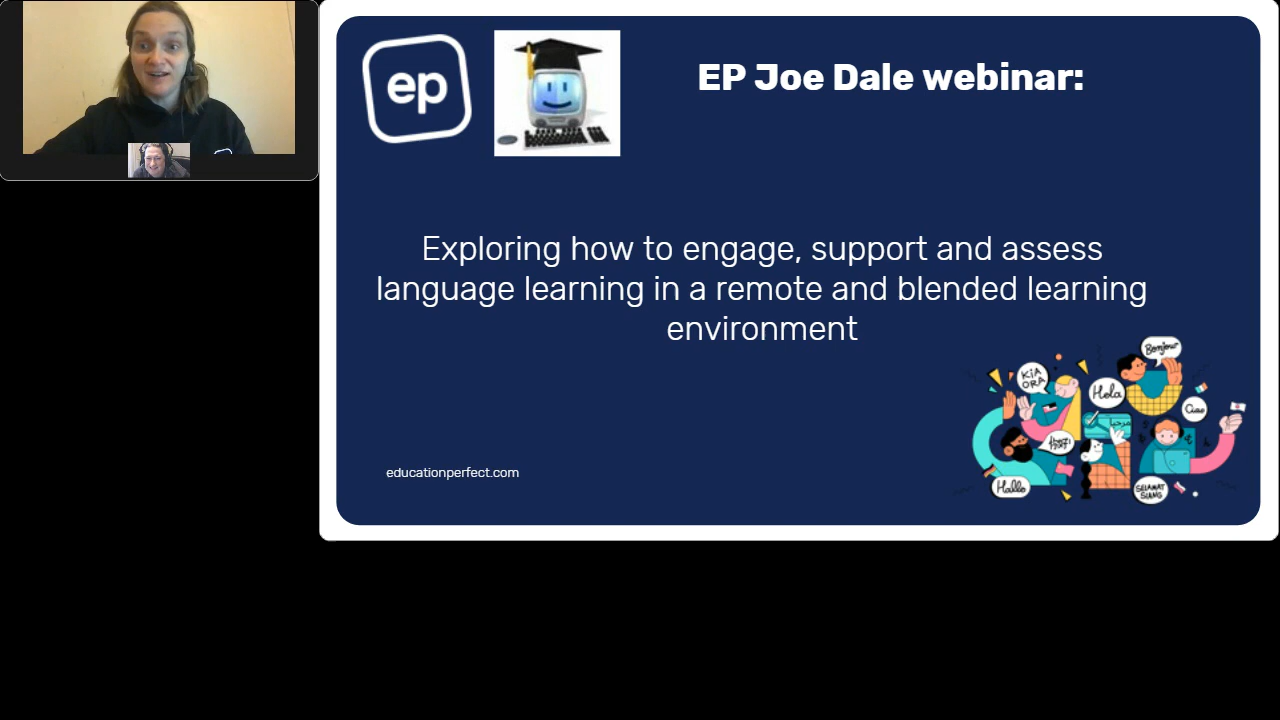 ep
EP Joe Dale webinar:
Exploring how to engage, support and assess
language learning in a remote and blended learning
environment
Bonjour
KIA
ORA
Hola
Ciao
مرحبا
Hallo
SELAMAT
SIANG
educationperfect.com